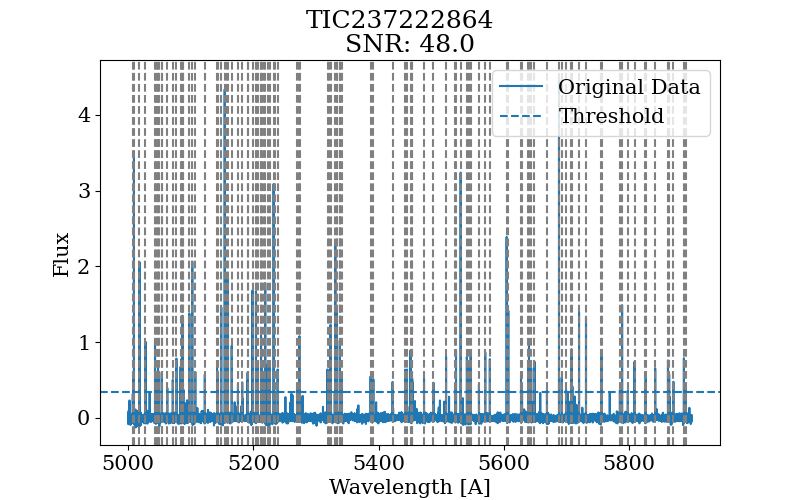 TIC237222864
SNR: 48.0
Original Data
Threshold
Flux
4
3
2
1
0
5000 5200 5400 5600 5800
Wavelength [A]